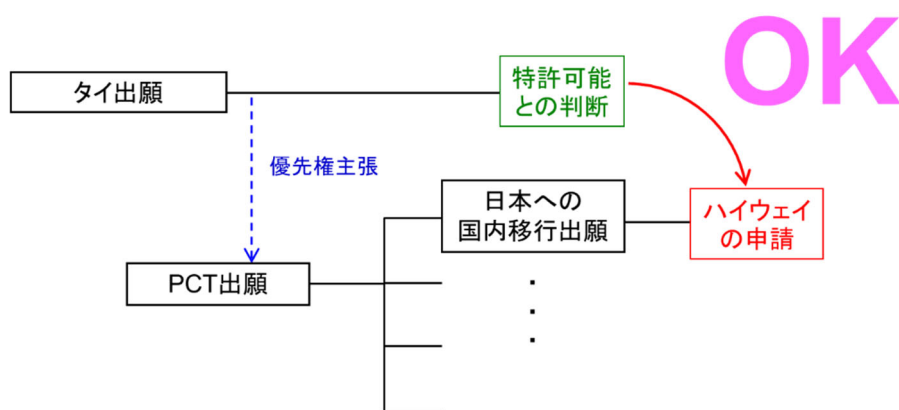 OK
タイ出願
特許可能
との判断
優先権主張
日本への
国内移行出願
ハイウェイ
の申請
PCT出願